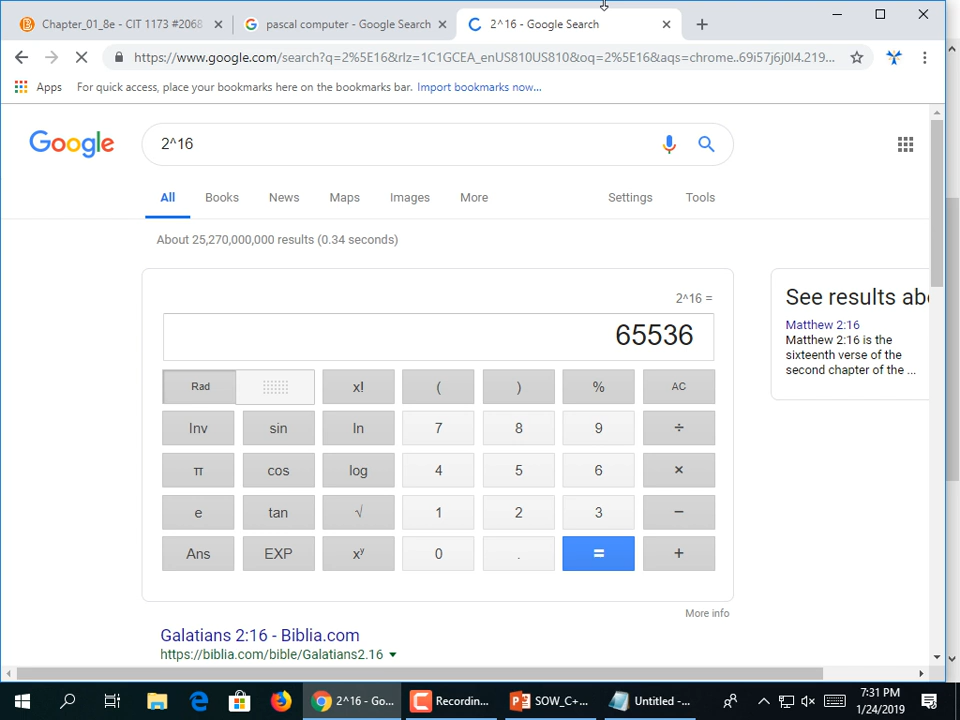 Chapter_01_8e - CIT 1173 #2068
pascal computer - Google Search
2^16 - Google Search
https://www.google.com/search?q=2%5E16&rlz=1C1GCEA_enUS810US810&oq=2%5E16&aqs=chrome..69i57j6j0l4.219...
Apps
For quick access, place your bookmarks here on the bookmarks bar. Import bookmarks now...
Google
2^16
All Books News Maps Images More Settings Tools
About 25,270,000,000 results (0.34 seconds)
2^16 =
65536
Rad x! ( ) % AC
Inv sin ln 7 8 9 ÷
π cos log 4 5 6 ×
e tan √ 1 2 3 −
Ans EXP xʸ 0 . = +
See results abo
Matthew 2:16
Matthew 2:16 is the
sixteenth verse of the
second chapter of the ...
More info
Galatians 2:16 - Biblia.com
https://biblia.com/bible/Galatians2.16
2^16 - Go...
Recording...
SOW_C+...
Untitled -...
7:31 PM
1/24/2019